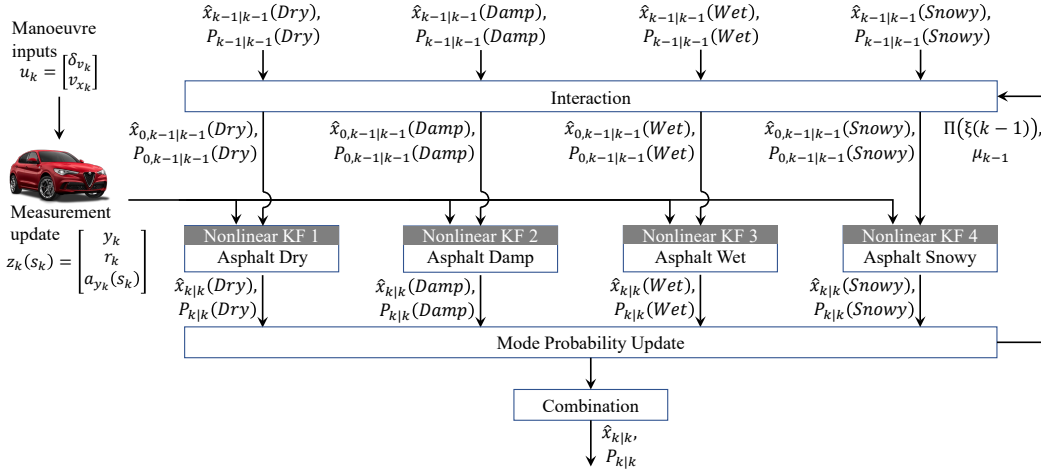 Manoeuvre
inputs
u_k = [δ_{v_k} v_{x_k}]
x̂_{k−1|k−1}(Dry),
P_{k−1|k−1}(Dry)
x̂_{k−1|k−1}(Damp),
P_{k−1|k−1}(Damp)
x̂_{k−1|k−1}(Wet),
P_{k−1|k−1}(Wet)
x̂_{k−1|k−1}(Snowy),
P_{k−1|k−1}(Snowy)
Interaction
x̂_{0,k−1|k−1}(Dry),
P_{0,k−1|k−1}(Dry)
x̂_{0,k−1|k−1}(Damp),
P_{0,k−1|k−1}(Damp)
x̂_{0,k−1|k−1}(Wet),
P_{0,k−1|k−1}(Wet)
x̂_{0,k−1|k−1}(Snowy),
P_{0,k−1|k−1}(Snowy)
Π(ξ(k − 1)),
μ_{k−1}
Measurement
update
z_k(s_k) = [y_k r_k a_{y_k}(s_k)]
Nonlinear KF 1
Asphalt Dry
Nonlinear KF 2
Asphalt Damp
Nonlinear KF 3
Asphalt Wet
Nonlinear KF 4
Asphalt Snowy
x̂_{k|k}(Dry),
P_{k|k}(Dry)
x̂_{k|k}(Damp),
P_{k|k}(Damp)
x̂_{k|k}(Wet),
P_{k|k}(Wet)
x̂_{k|k}(Snowy),
P_{k|k}(Snowy)
Mode Probability Update
Combination
x̂_{k|k},
P_{k|k}